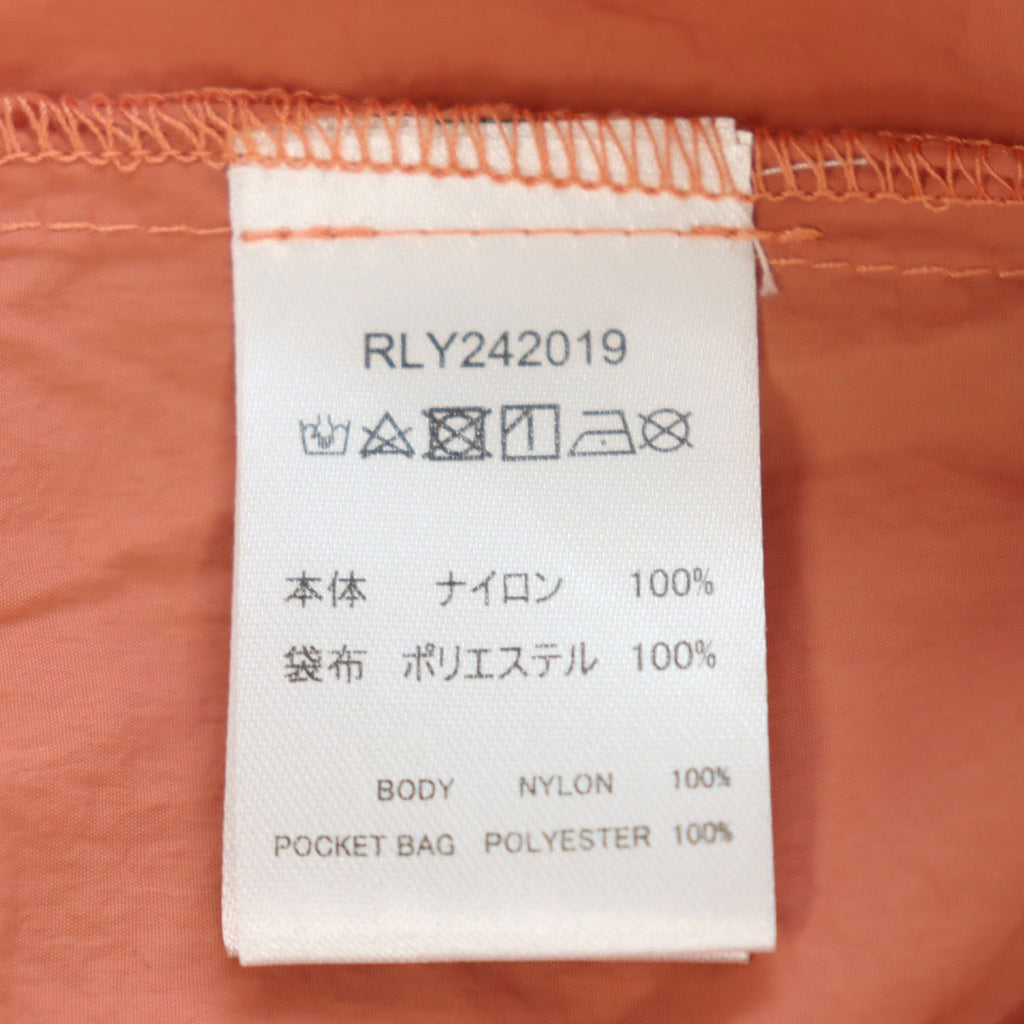 RLY242019
本体 ナイロン 100%
袋布 ポリエステル 100%
BODY NYLON 100%
POCKET BAG POLYESTER 100%